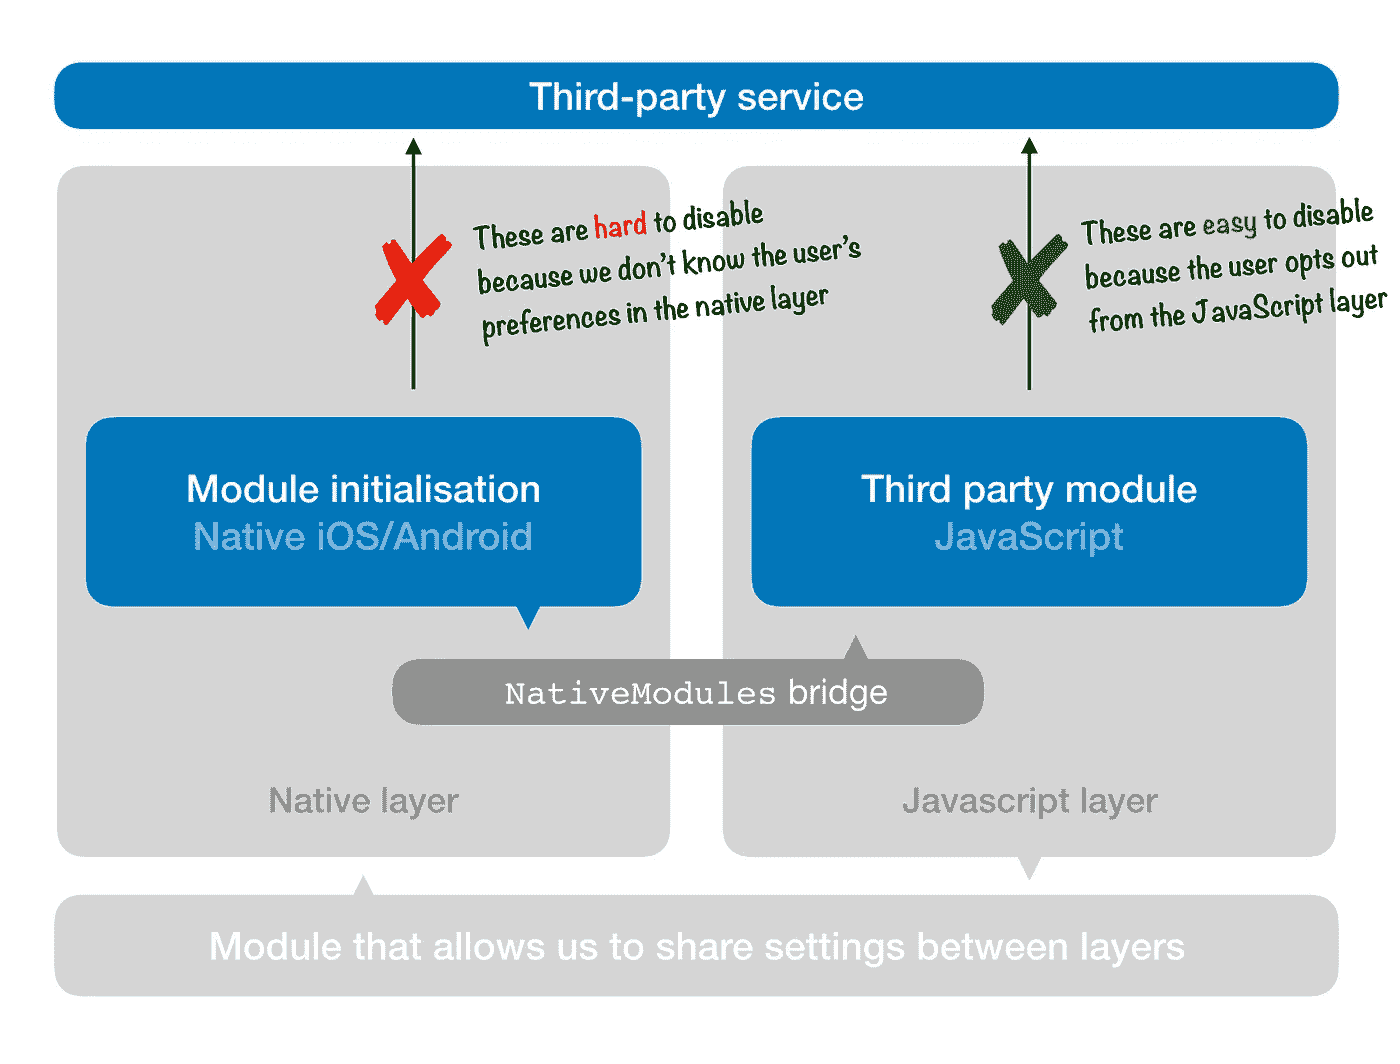 Third-party service
These are hard to disable
because we don't know the user's
preferences in the native layer
These are easy to disable
because the user opts out
from the JavaScript layer
Module initialisation
Native iOS/Android
Third party module
JavaScript
NativeModules bridge
Native layer
Javascript layer
Module that allows us to share settings between layers